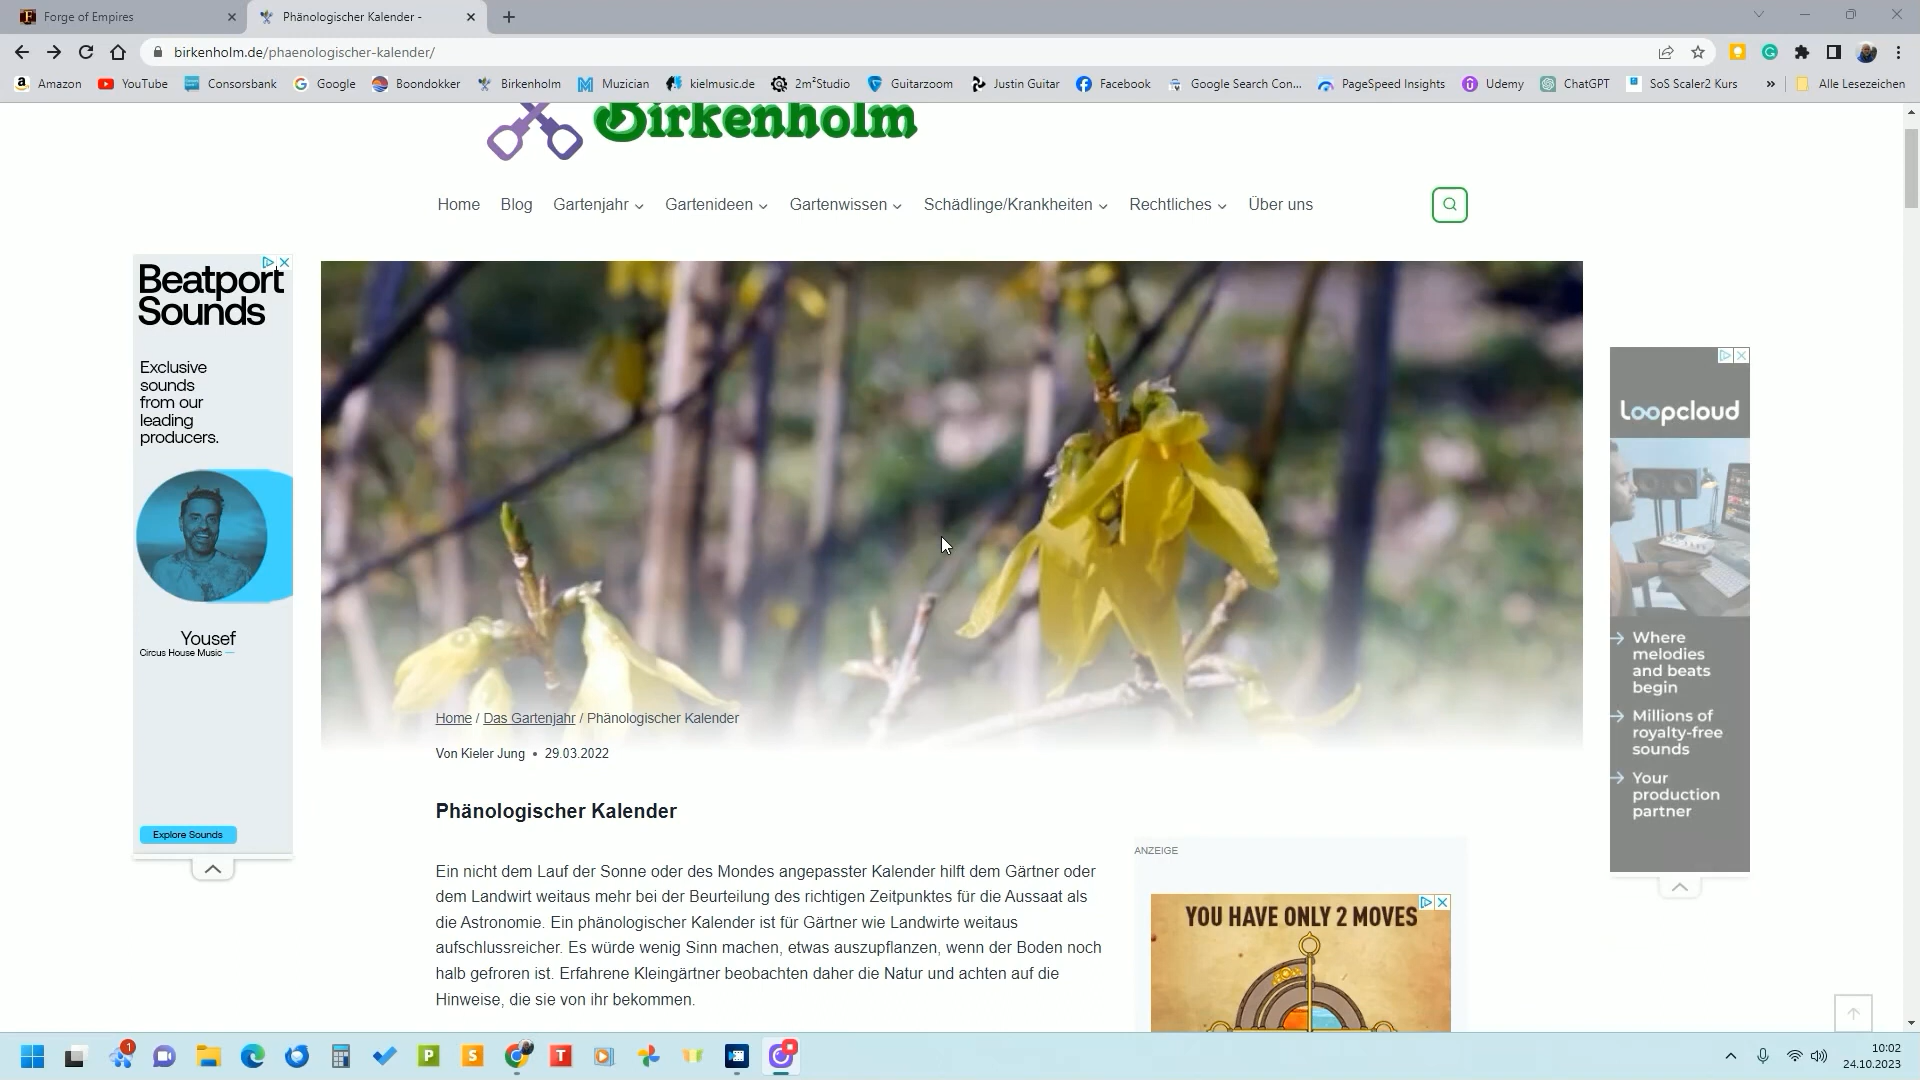 Forge of Empires
Phänologischer Kalender -
birkenholm.de/phaenologischer-kalender/
Amazon YouTube Consorsbank Google Boondokker Birkenholm Muzician kielmusic.de 2m²Studio Guitarzoom Justin Guitar Facebook Google Search Con... PageSpeed Insights Udemy ChatGPT SoS Scaler2 Kurs » Alle Lesezeichen
Birkenholm
Home Blog Gartenjahr Gartenideen Gartenwissen Schädlinge/Krankheiten Rechtliches Über uns
Beatport
Sounds
Exclusive
sounds
from our
leading
producers.
Yousef
Circus House Music
Explore Sounds
Home / Das Gartenjahr / Phänologischer Kalender
Von Kieler Jung • 29.03.2022
Phänologischer Kalender
Ein nicht dem Lauf der Sonne oder des Mondes angepasster Kalender hilft dem Gärtner oder
dem Landwirt weitaus mehr bei der Beurteilung des richtigen Zeitpunktes für die Aussaat als
die Astronomie. Ein phänologischer Kalender ist für Gärtner wie Landwirte weitaus
aufschlussreicher. Es würde wenig Sinn machen, etwas auszupflanzen, wenn der Boden noch
halb gefroren ist. Erfahrene Kleingärtner beobachten daher die Natur und achten auf die
Hinweise, die sie von ihr bekommen.
ANZEIGE
YOU HAVE ONLY 2 MOVES
Loopcloud
Where
melodies
and beats
begin
Millions of
royalty-free
sounds
Your
production
partner
1
P
S
T
10:02
24.10.2023